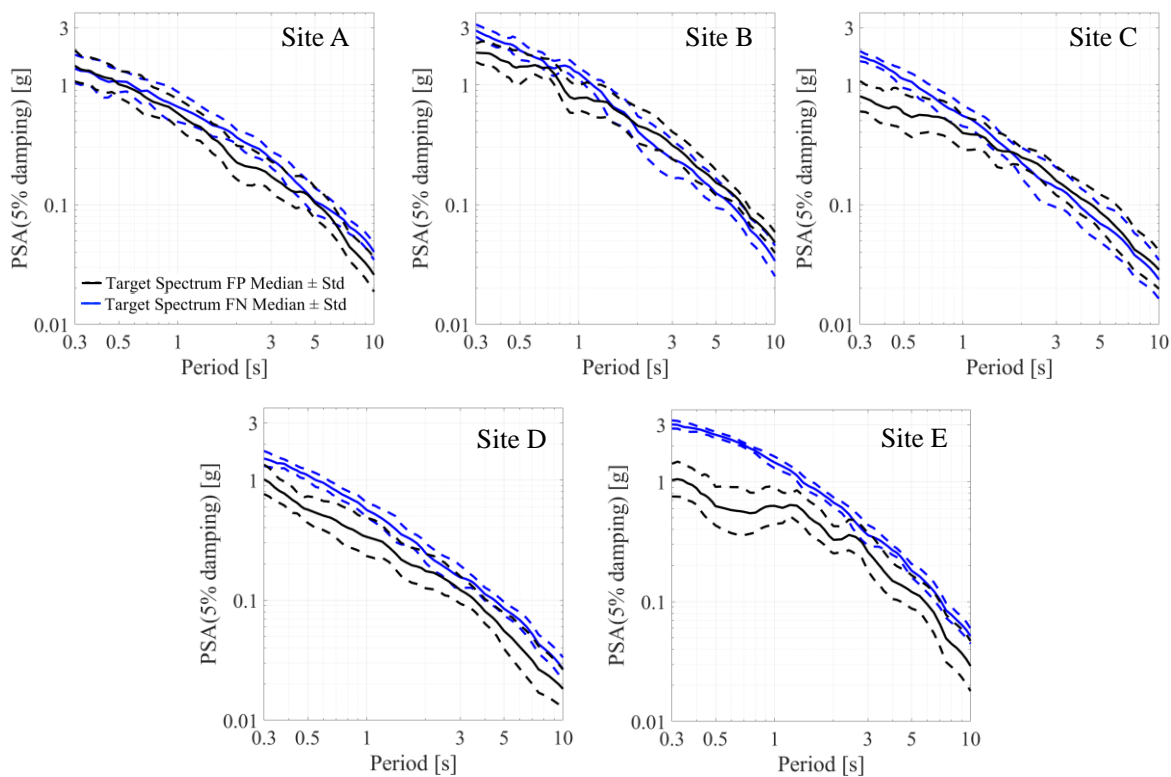 Site A
3
1
0.1
0.01
PSA(5% damping) [g]
Target Spectrum FP Median ± Std
Target Spectrum FN Median ± Std
0.3 0.5 1 3 5 10
Period [s]
Site B
3
1
0.1
0.01
PSA(5% damping) [g]
0.3 0.5 1 3 5 10
Period [s]
Site C
3
1
0.1
0.01
PSA(5% damping) [g]
0.3 0.5 1 3 5 10
Period [s]
Site D
3
1
0.1
0.01
PSA(5% damping) [g]
0.3 0.5 1 3 5 10
Period [s]
Site E
3
1
0.1
0.01
PSA(5% damping) [g]
0.3 0.5 1 3 5 10
Period [s]